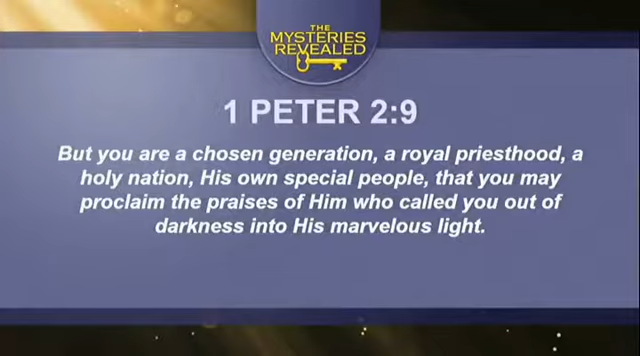 THE
MYSTERIES
REVEALED
1 PETER 2:9
But you are a chosen generation, a royal priesthood, a
holy nation, His own special people, that you may
proclaim the praises of Him who called you out of
darkness into His marvelous light.